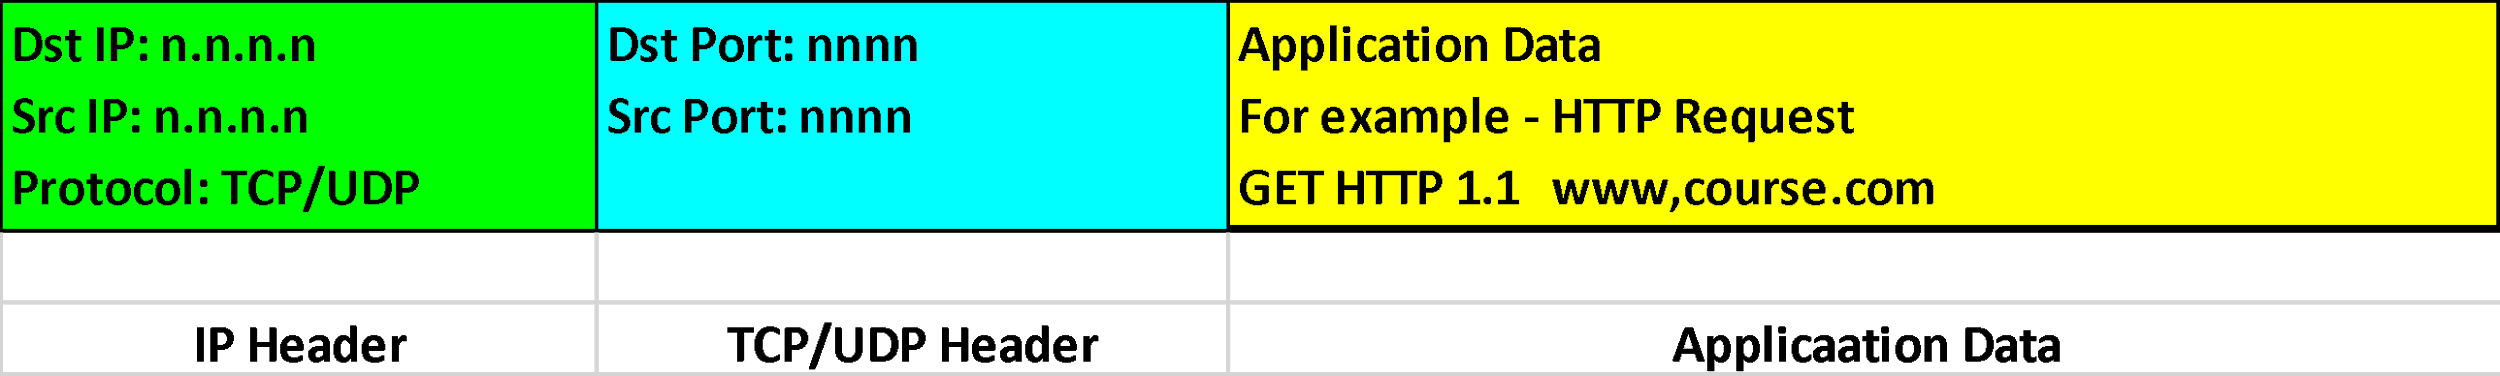 Dst IP: n.n.n.n
Src IP: n.n.n.n
Protocol: TCP/UDP
Dst Port: nnnn
Src Port: nnnn
Application Data
For example - HTTP Request
GET HTTP 1.1   www,course.com
IP Header
TCP/UDP Header
Applicaation Data